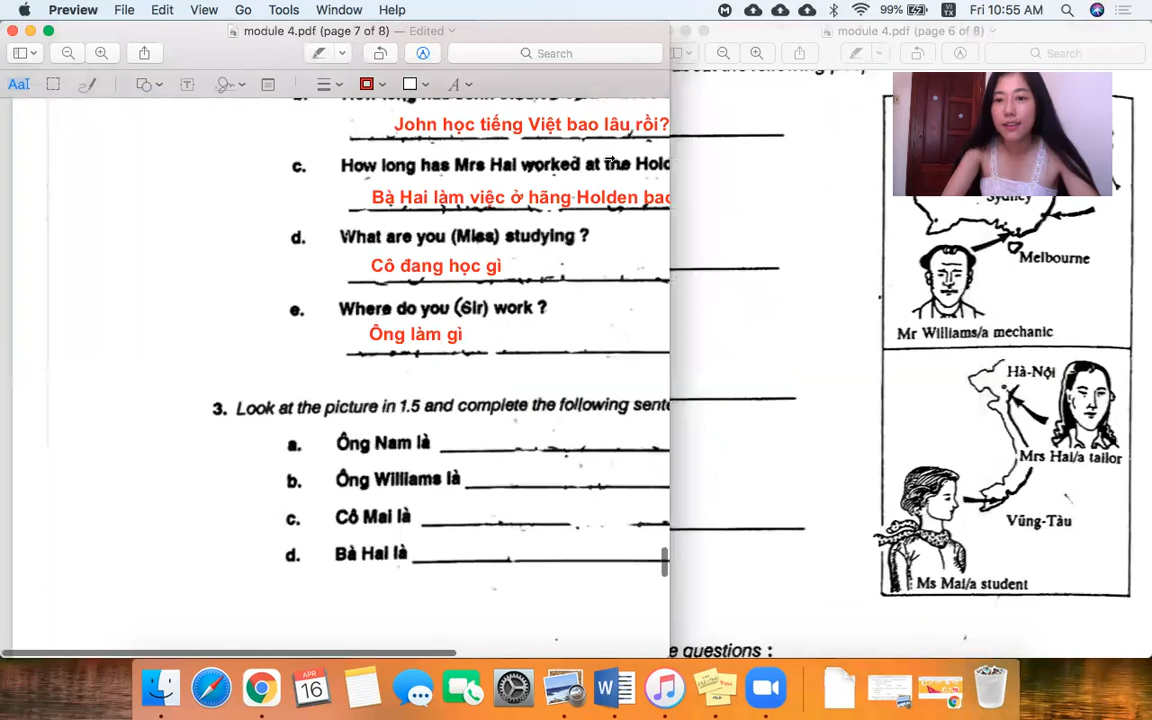 Preview File Edit View Go Tools Window Help
99% VI TX Fri 10:55 AM
module 4.pdf (page 7 of 8) — Edited
module 4.pdf (page 6 of 8)
Search
Search
AaI
T
A
APR
16
John học tiếng Việt bao lâu rồi?
c. How long has Mrs Hai worked at the Hold
Bà Hai làm việc ở hãng Holden bao
d. What are you (Miss) studying ?
Cô đang học gì
e. Where do you (Sir) work ?
Ông làm gì
3. Look at the picture in 1.5 and complete the following sente
a. Ông Nam là
b. Ông Williams là
c. Cô Mai là
d. Bà Hai là
Sydney
Melbourne
Mr Williams/a mechanic
Hà-Nội
Mrs Hai/a tailor
Vũng-Tàu
Ms Mai/a student
e questions :